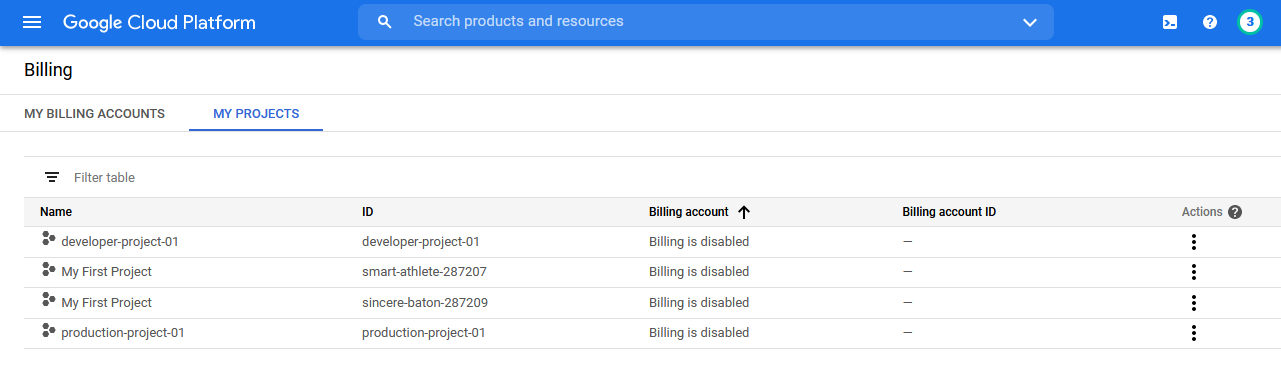 Google Cloud Platform Search products and resources 3
Billing
MY BILLING ACCOUNTS MY PROJECTS
Filter table
Name ID Billing account Billing account ID Actions ?
developer-project-01 developer-project-01 Billing is disabled —
My First Project smart-athlete-287207 Billing is disabled —
My First Project sincere-baton-287209 Billing is disabled —
production-project-01 production-project-01 Billing is disabled —